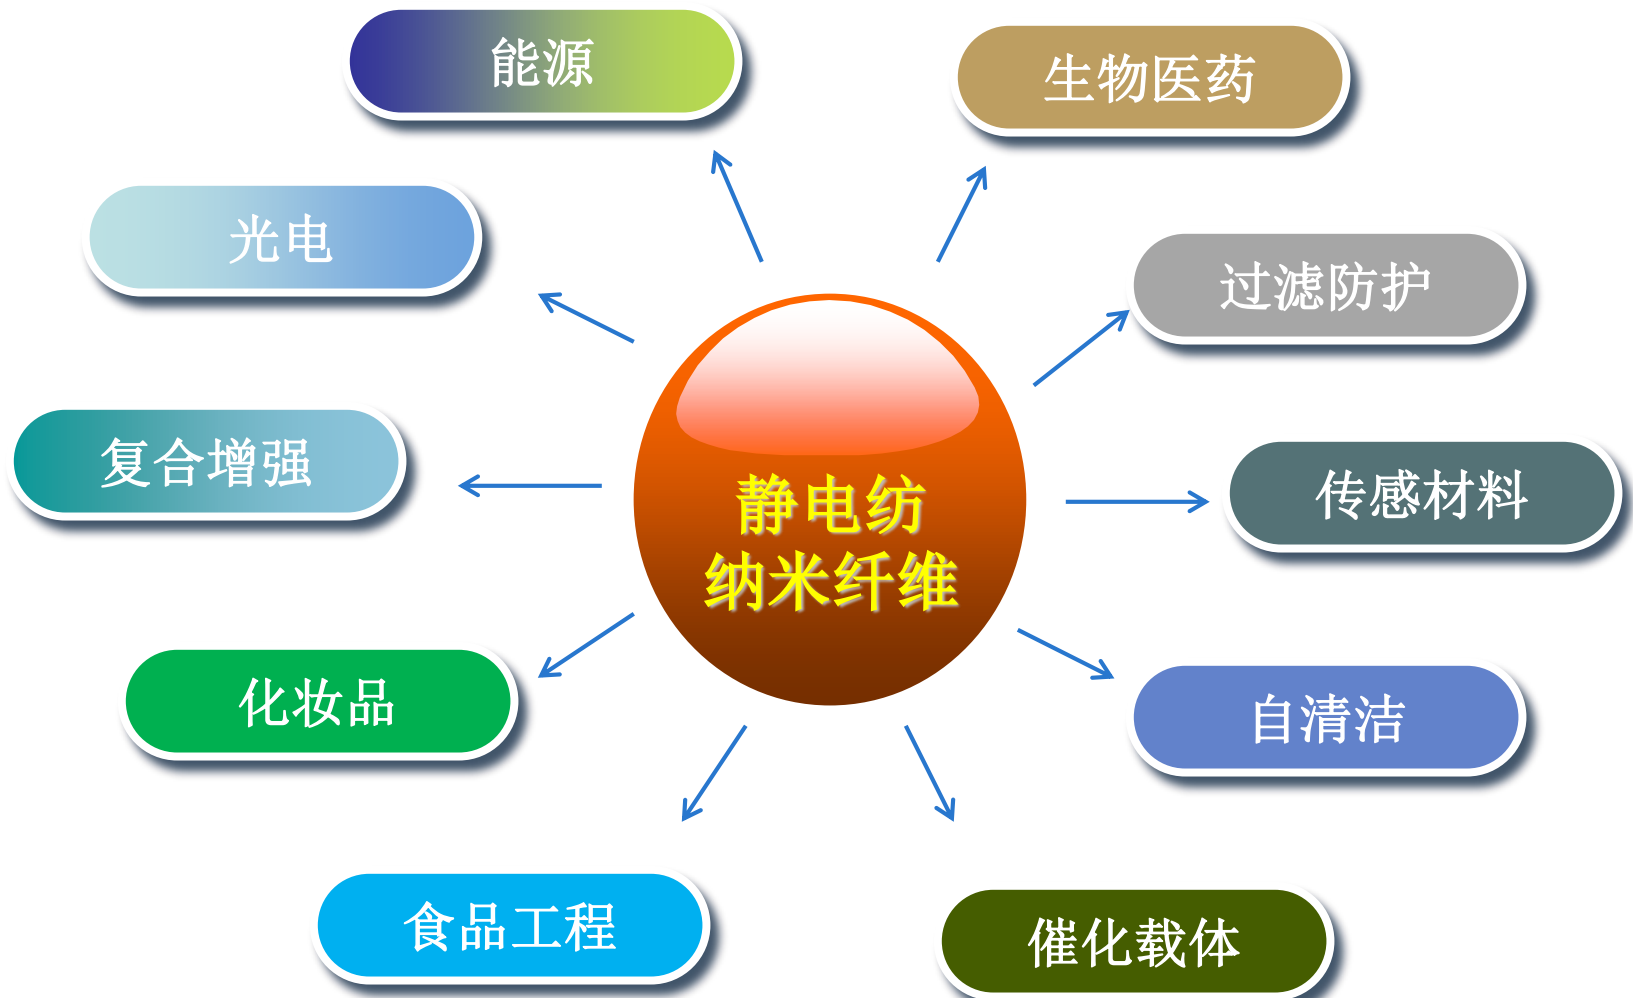 能源
生物医药
光电
过滤防护
复合增强
传感材料
静电纺
纳米纤维
化妆品
自清洁
食品工程
催化载体